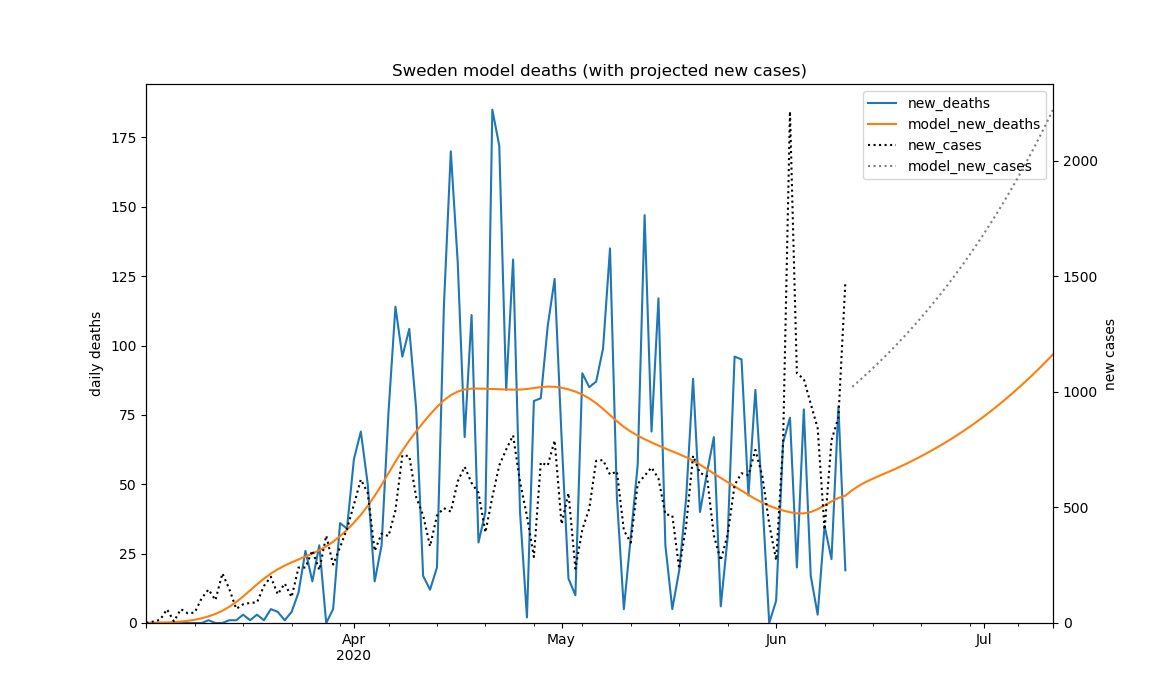 Sweden model deaths (with projected new cases)
new_deaths
model_new_deaths
new_cases
model_new_cases
175
150
125
100
75
50
25
0
daily deaths
2000
1500
1000
500
0
new cases
Apr
2020
May
Jun
Jul